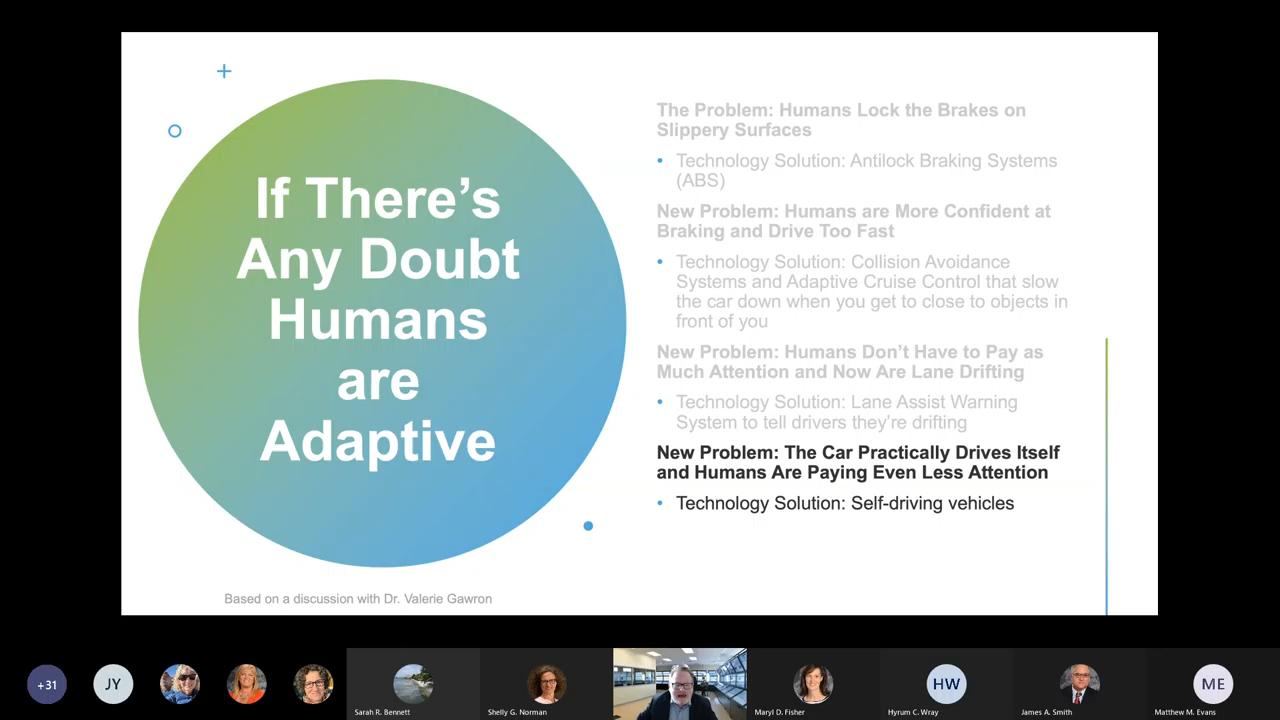 If There's
Any Doubt
Humans
are
Adaptive
Based on a discussion with Dr. Valerie Gawron
The Problem: Humans Lock the Brakes on
Slippery Surfaces
• Technology Solution: Antilock Braking Systems
(ABS)
New Problem: Humans are More Confident at
Braking and Drive Too Fast
• Technology Solution: Collision Avoidance
Systems and Adaptive Cruise Control that slow
the car down when you get to close to objects in
front of you
New Problem: Humans Don't Have to Pay as
Much Attention and Now Are Lane Drifting
• Technology Solution: Lane Assist Warning
System to tell drivers they're drifting
New Problem: The Car Practically Drives Itself
and Humans Are Paying Even Less Attention
• Technology Solution: Self-driving vehicles
+31
JY
Sarah R. Bennett
Shelly G. Norman
Maryl D. Fisher
HW
Hyrum C. Wray
James A. Smith
ME
Matthew M. Evans